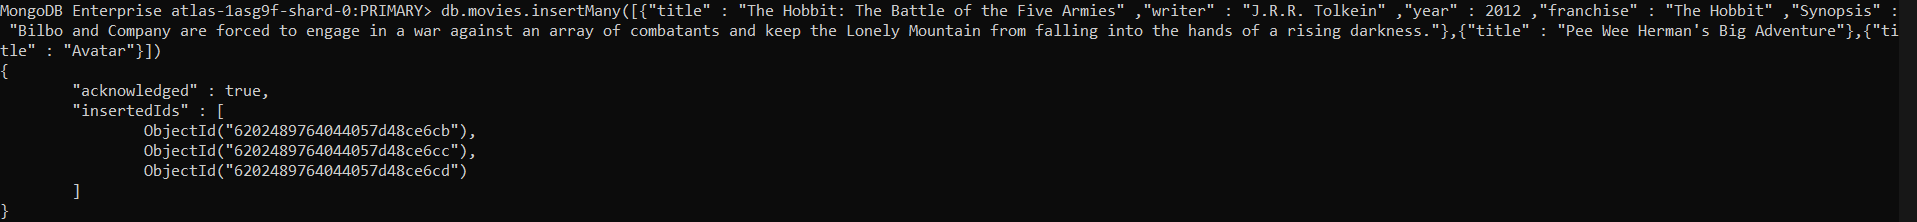 MongoDB Enterprise atlas-1asg9f-shard-0:PRIMARY> db.movies.insertMany([{"title" : "The Hobbit: The Battle of the Five Armies" ,"writer" : "J.R.R. Tolkein" ,"year" : 2012 ,"franchise" : "The Hobbit" ,"Synopsis" :
 "Bilbo and Company are forced to engage in a war against an array of combatants and keep the Lonely Mountain from falling into the hands of a rising darkness."},{"title" : "Pee Wee Herman's Big Adventure"},{"ti
tle" : "Avatar"}])
{
        "acknowledged" : true,
        "insertedIds" : [
                ObjectId("6202489764044057d48ce6cb"),
                ObjectId("6202489764044057d48ce6cc"),
                ObjectId("6202489764044057d48ce6cd")
        ]
}